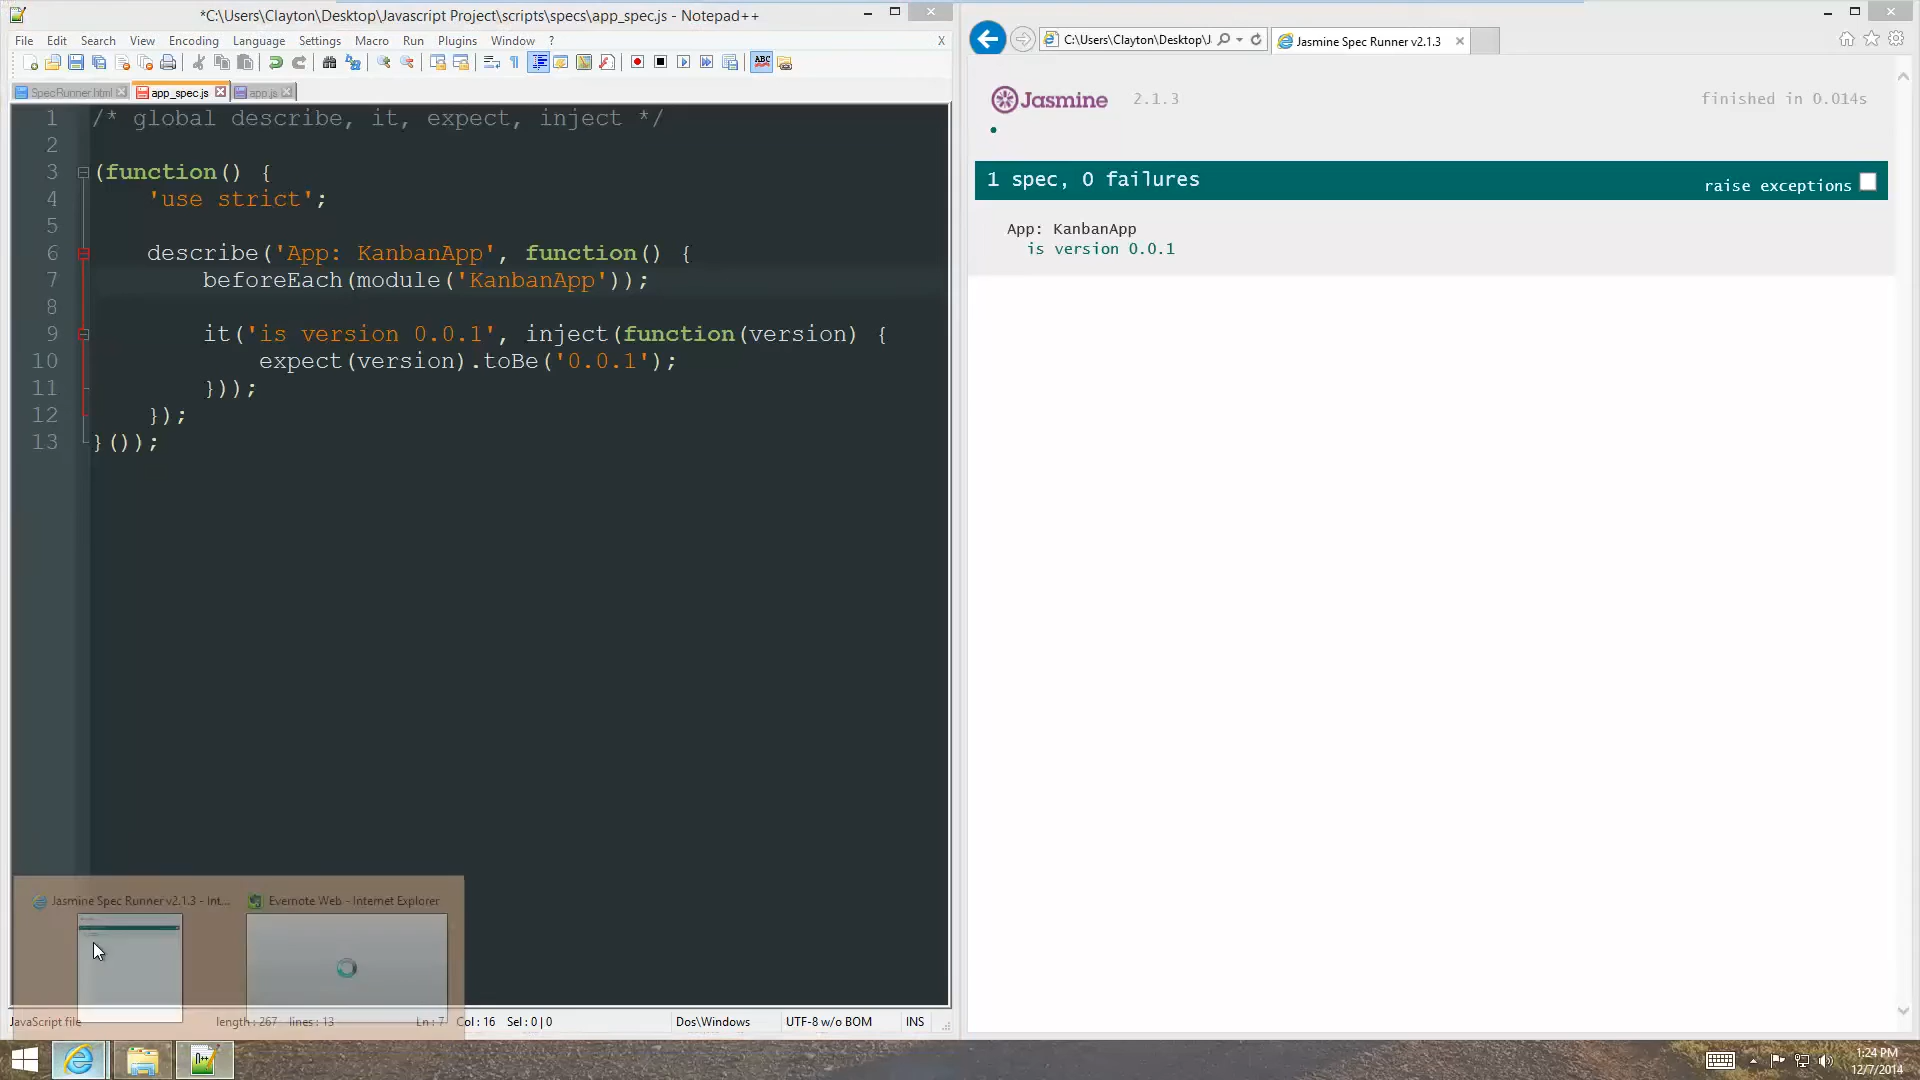 *C:\Users\Clayton\Desktop\Javascript Project\scripts\specs\app_spec.js - Notepad++
File Edit Search View Encoding Language Settings Macro Run Plugins Window ? X
SpecRunner.html app_spec.js app.js
1 /* global describe, it, expect, inject */
2
3 (function() {
4 'use strict';
5
6 describe('App: KanbanApp', function() {
7 beforeEach(module('KanbanApp'));
8
9 it('is version 0.0.1', inject(function(version) {
10 expect(version).toBe('0.0.1');
11 }));
12 });
13 }());
Jasmine Spec Runner v2.1.3 - Int... Evernote Web - Internet Explorer
JavaScript file length : 267 lines : 13 Ln : 7 Col : 16 Sel : 0 | 0 Dos\Windows UTF-8 w/o BOM INS
C:\Users\Clayton\Desktop\J Jasmine Spec Runner v2.1.3
Jasmine 2.1.3 finished in 0.014s
1 spec, 0 failures raise exceptions
App: KanbanApp
is version 0.0.1
1:24 PM
12/7/2014